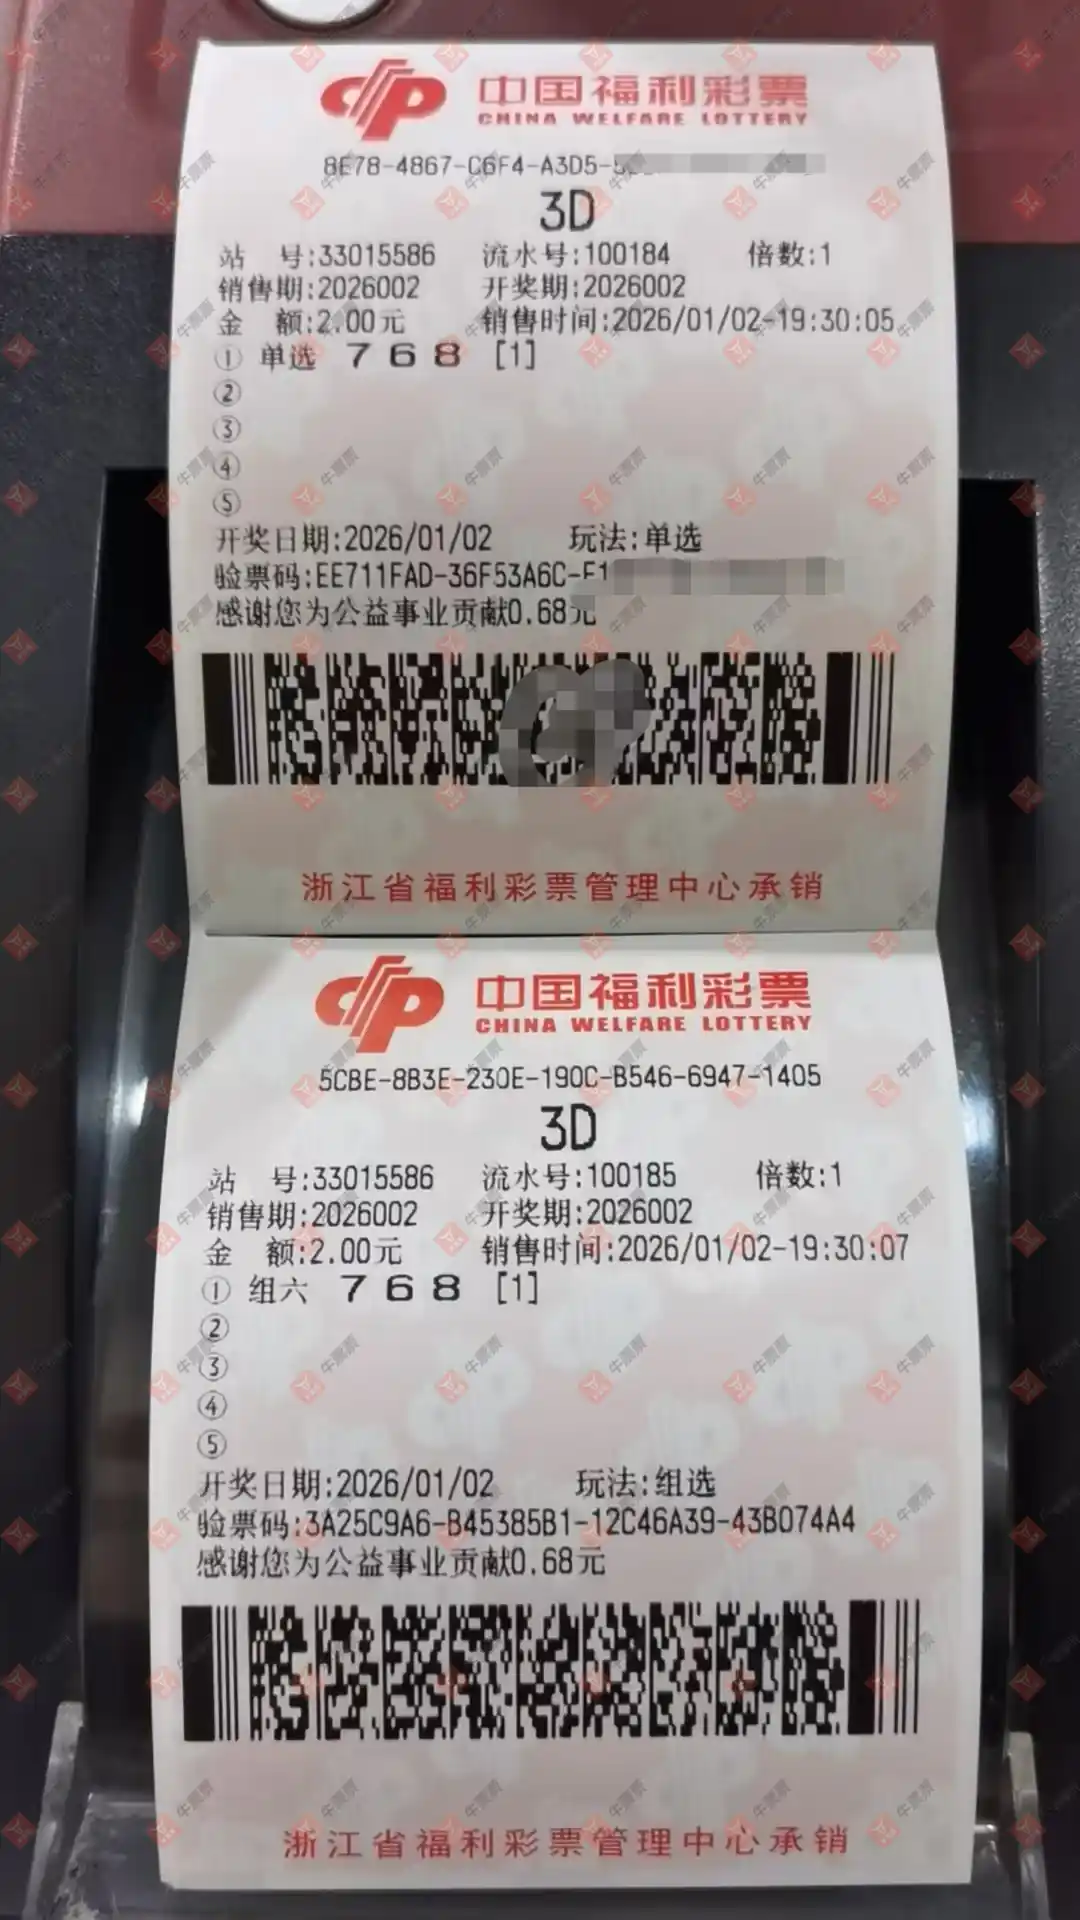 中国福利彩票
CHINA WELFARE LOTTERY
8E78-4867-C6F4-A3D5-
3D
站 号:33015586 流水号:100184 倍数:1
销售期:2026002 开奖期:2026002
金 额:2.00元 销售时间:2026/01/02-19:30:05
① 单选 7 6 8 [1]
②
③
④
⑤
开奖日期:2026/01/02 玩法:单选
验票码:EE711FAD-36F53A6C-
感谢您为公益事业贡献0.68元
浙江省福利彩票管理中心承销
中国福利彩票
CHINA WELFARE LOTTERY
5CBE-8B3E-230E-190C-B546-6947-1405
3D
站 号:33015586 流水号:100185 倍数:1
销售期:2026002 开奖期:2026002
金 额:2.00元 销售时间:2026/01/02-19:30:07
① 组六 7 6 8 [1]
②
③
④
⑤
开奖日期:2026/01/02 玩法:组选
验票码:3A25C9A6-B45385B1-12C46A39-43B074A4
感谢您为公益事业贡献0.68元
浙江省福利彩票管理中心承销